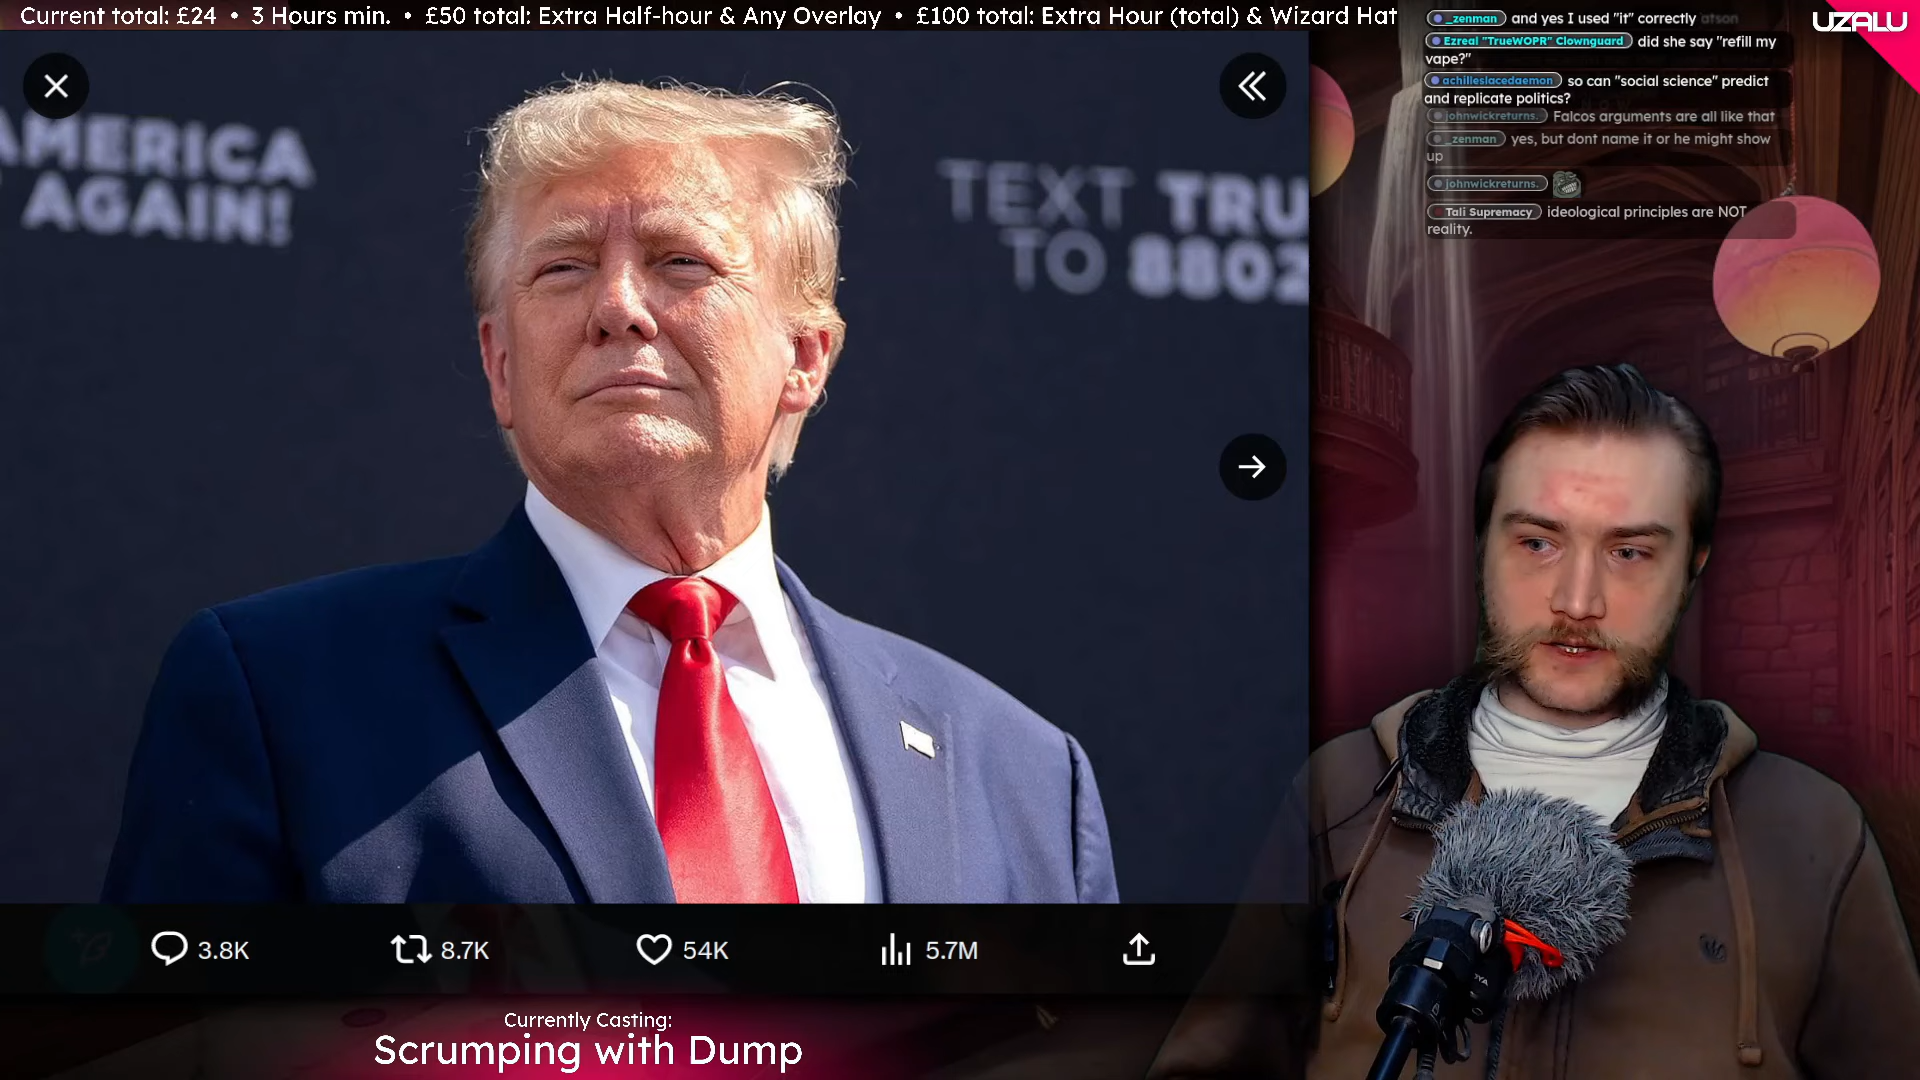 Current total: £24 • 3 Hours min. • £50 total: Extra Half-hour & Any Overlay • £100 total: Extra Hour (total) & Wizard Hat
UZALU
_zenman and yes I used "it" correctly
Ezreal "TrueWOPR" Clownguard did she say "refill my
vape?"
achilleslacedaemon so can "social science" predict
and replicate politics?
johnwickreturns. Falcos arguments are all like that
_zenman yes, but dont name it or he might show
up
johnwickreturns.
Tali Supremacy ideological principles are NOT
reality.
AMERICA
AGAIN!
TEXT TRU
TO 8802
3.8K
8.7K
54K
5.7M
Currently Casting:
Scrumping with Dump